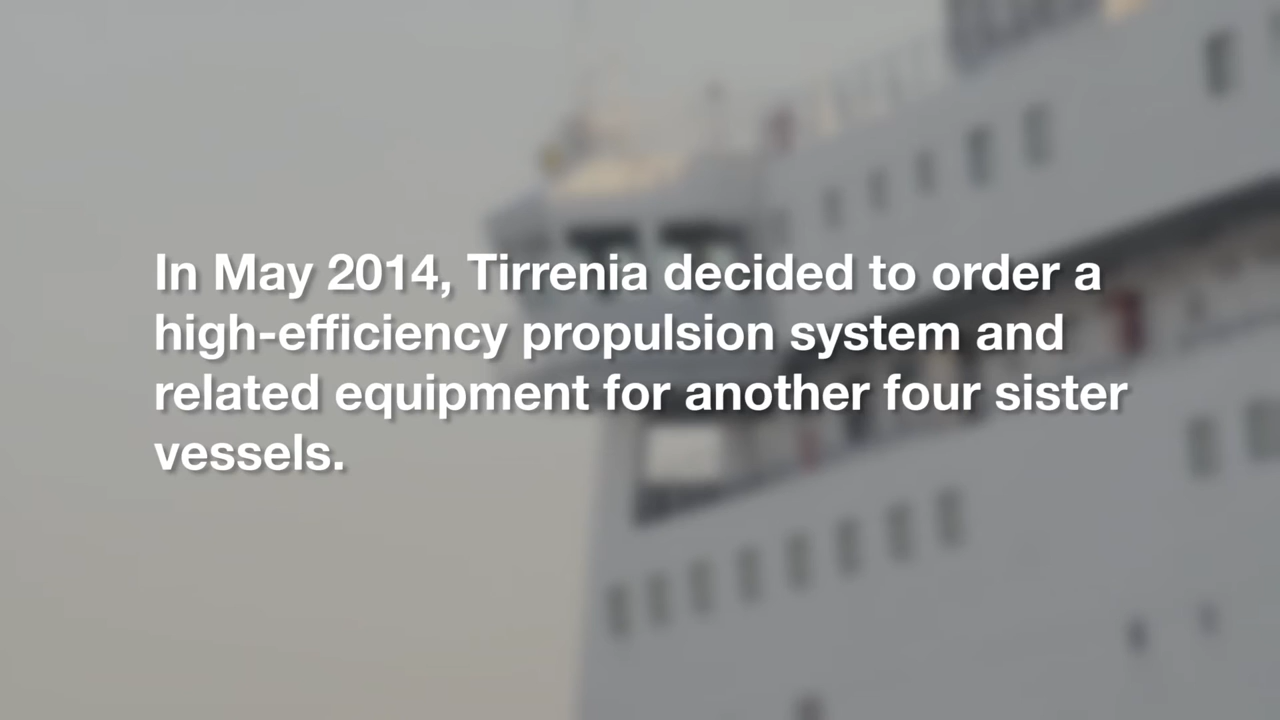 In May 2014, Tirrenia decided to order a
high-efficiency propulsion system and
related equipment for another four sister
vessels.